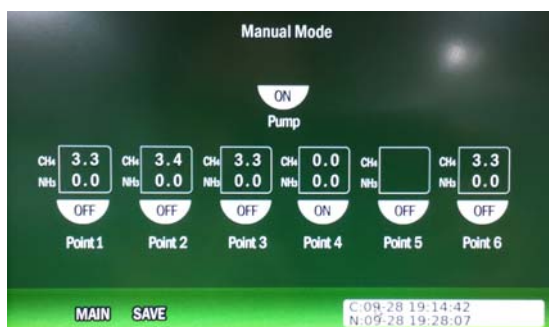 Manual Mode
ON
Pump
CH₄ 3.3 CH₄ 3.4 CH₄ 3.3 CH₄ 0.0 CH₄ CH₄ 3.3
NH₃ 0.0 NH₃ 0.0 NH₃ 0.0 NH₃ 0.0 NH₃ NH₃ 0.0
OFF OFF OFF ON OFF OFF
Point 1 Point 2 Point 3 Point 4 Point 5 Point 6
MAIN SAVE
C:09-28 19:14:42
N:09-28 19:28:07